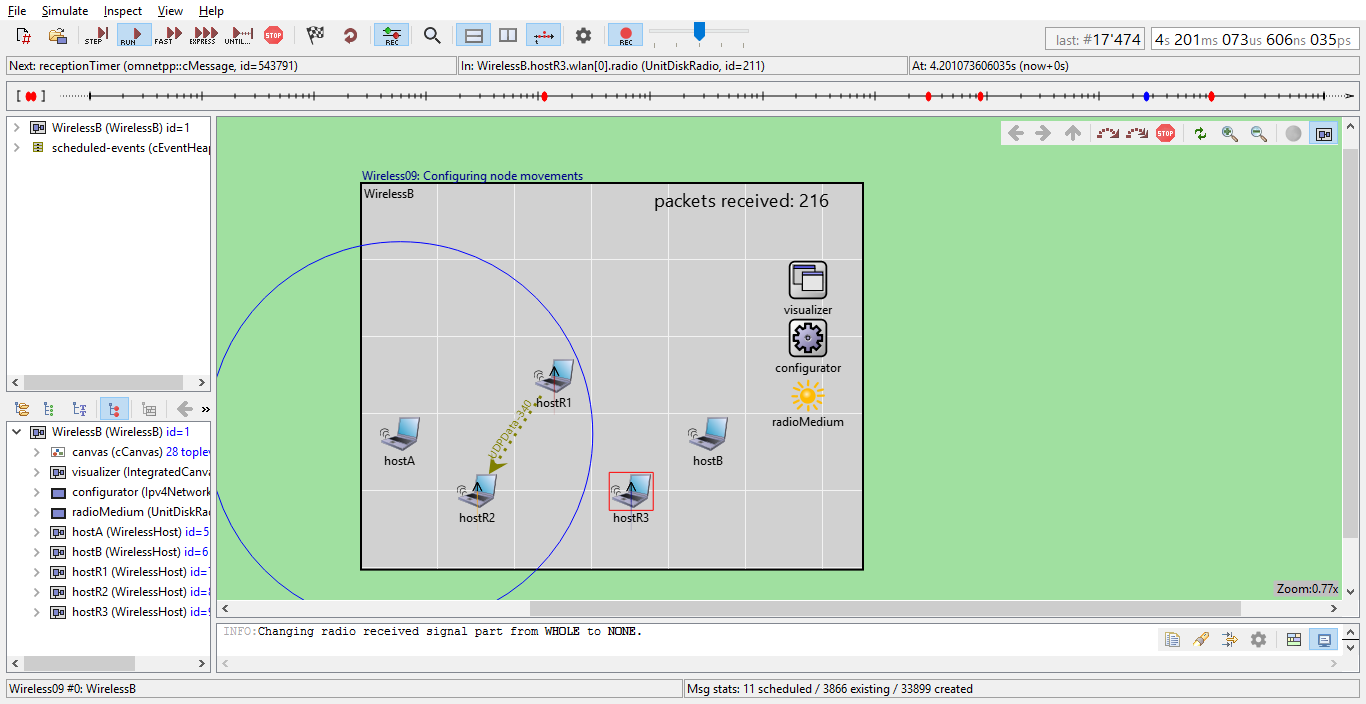 File Simulate Inspect View Help
STEP RUN FAST EXPRESS UNTIL... STOP REC REC
last: #17'474 4s 201ms 073us 606ns 035ps
Next: receptionTimer (omnetpp::cMessage, id=543791) In: WirelessB.hostR3.wlan[0].radio (UnitDiskRadio, id=211) At: 4.201073606035s (now+0s)
WirelessB (WirelessB) id=1
scheduled-events (cEventHeap
STOP
Wireless09: Configuring node movements
WirelessB
packets received: 216
visualizer
configurator
radioMedium
hostR1
UDPData-340
hostA
hostB
hostR2
hostR3
Zoom:0.77x
WirelessB (WirelessB) id=1
canvas (cCanvas) 28 toplev
visualizer (IntegratedCanva
configurator (Ipv4Network
radioMedium (UnitDiskRad
hostA (WirelessHost) id=5
hostB (WirelessHost) id=6
hostR1 (WirelessHost) id=
hostR2 (WirelessHost) id=
hostR3 (WirelessHost) id=
INFO:Changing radio received signal part from WHOLE to NONE.
Wireless09 #0: WirelessB
Msg stats: 11 scheduled / 3866 existing / 33899 created